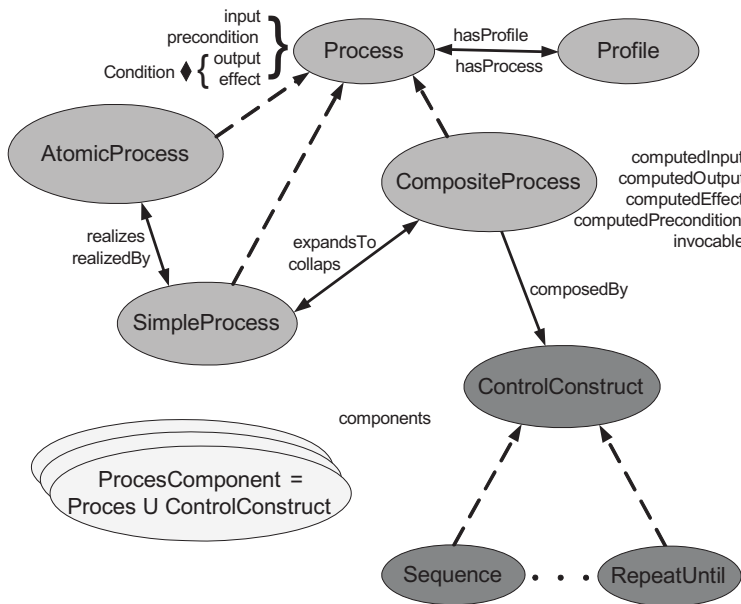 input
precondition
Condition ♦ { output
effect
Process
hasProfile
hasProcess
Profile
AtomicProcess
CompositeProcess
computedInput
computedOutput
computedEffect
computedPrecondition
invocable
realizes
realizedBy
expandsTo
collaps
SimpleProcess
composedBy
ControlConstruct
components
ProcesComponent =
Proces U ControlConstruct
Sequence
. . .
RepeatUntil